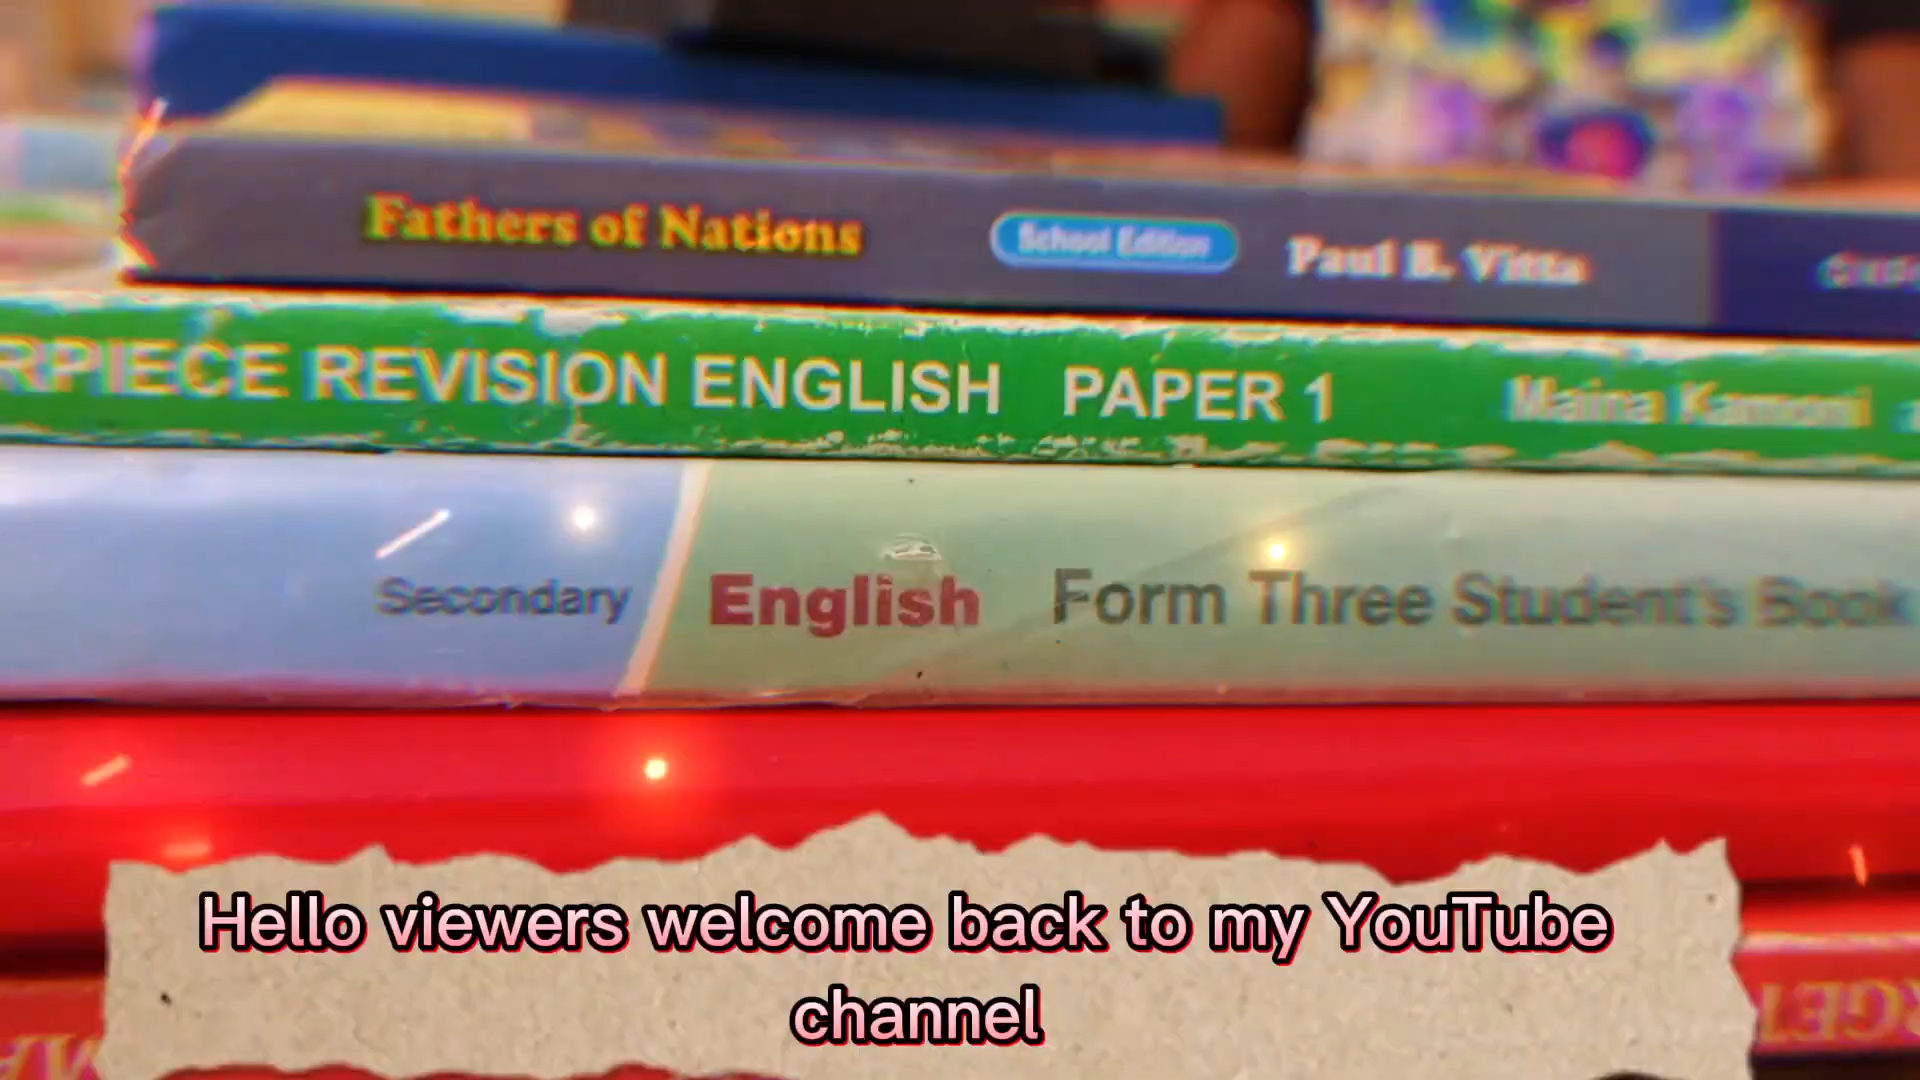 Fathers of Nations School Edition Paul B. Vitta
RPIECE REVISION ENGLISH PAPER 1 Maina Kamoni
Secondary English Form Three Student's Book
Hello viewers welcome back to my YouTube
channel